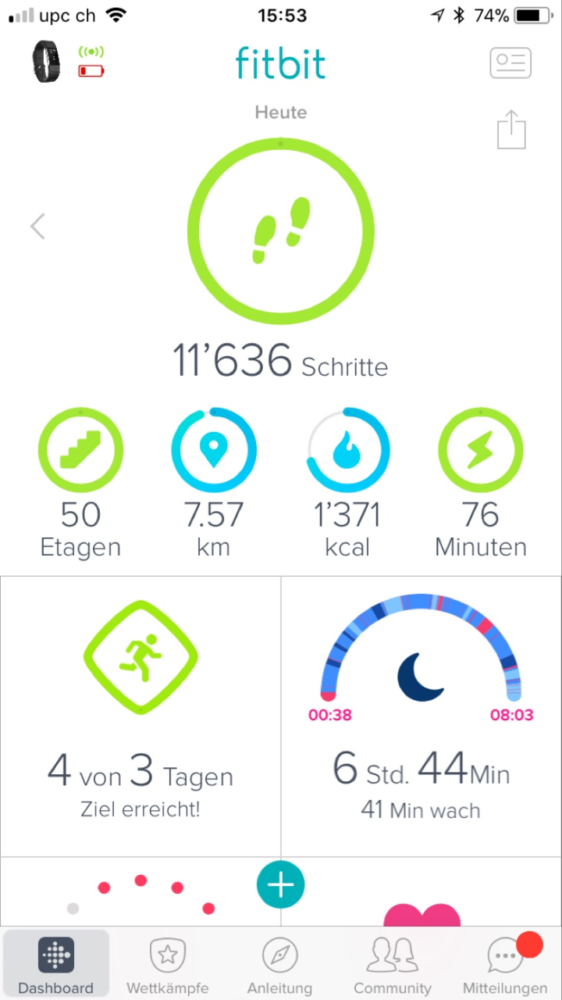 upc ch 15:53 74%
fitbit
Heute
11’636 Schritte
50 7.57 1’371 76
Etagen km kcal Minuten
00:38 08:03
4 von 3 Tagen
Ziel erreicht!
6 Std. 44Min
41 Min wach
Dashboard Wettkämpfe Anleitung Community Mitteilungen